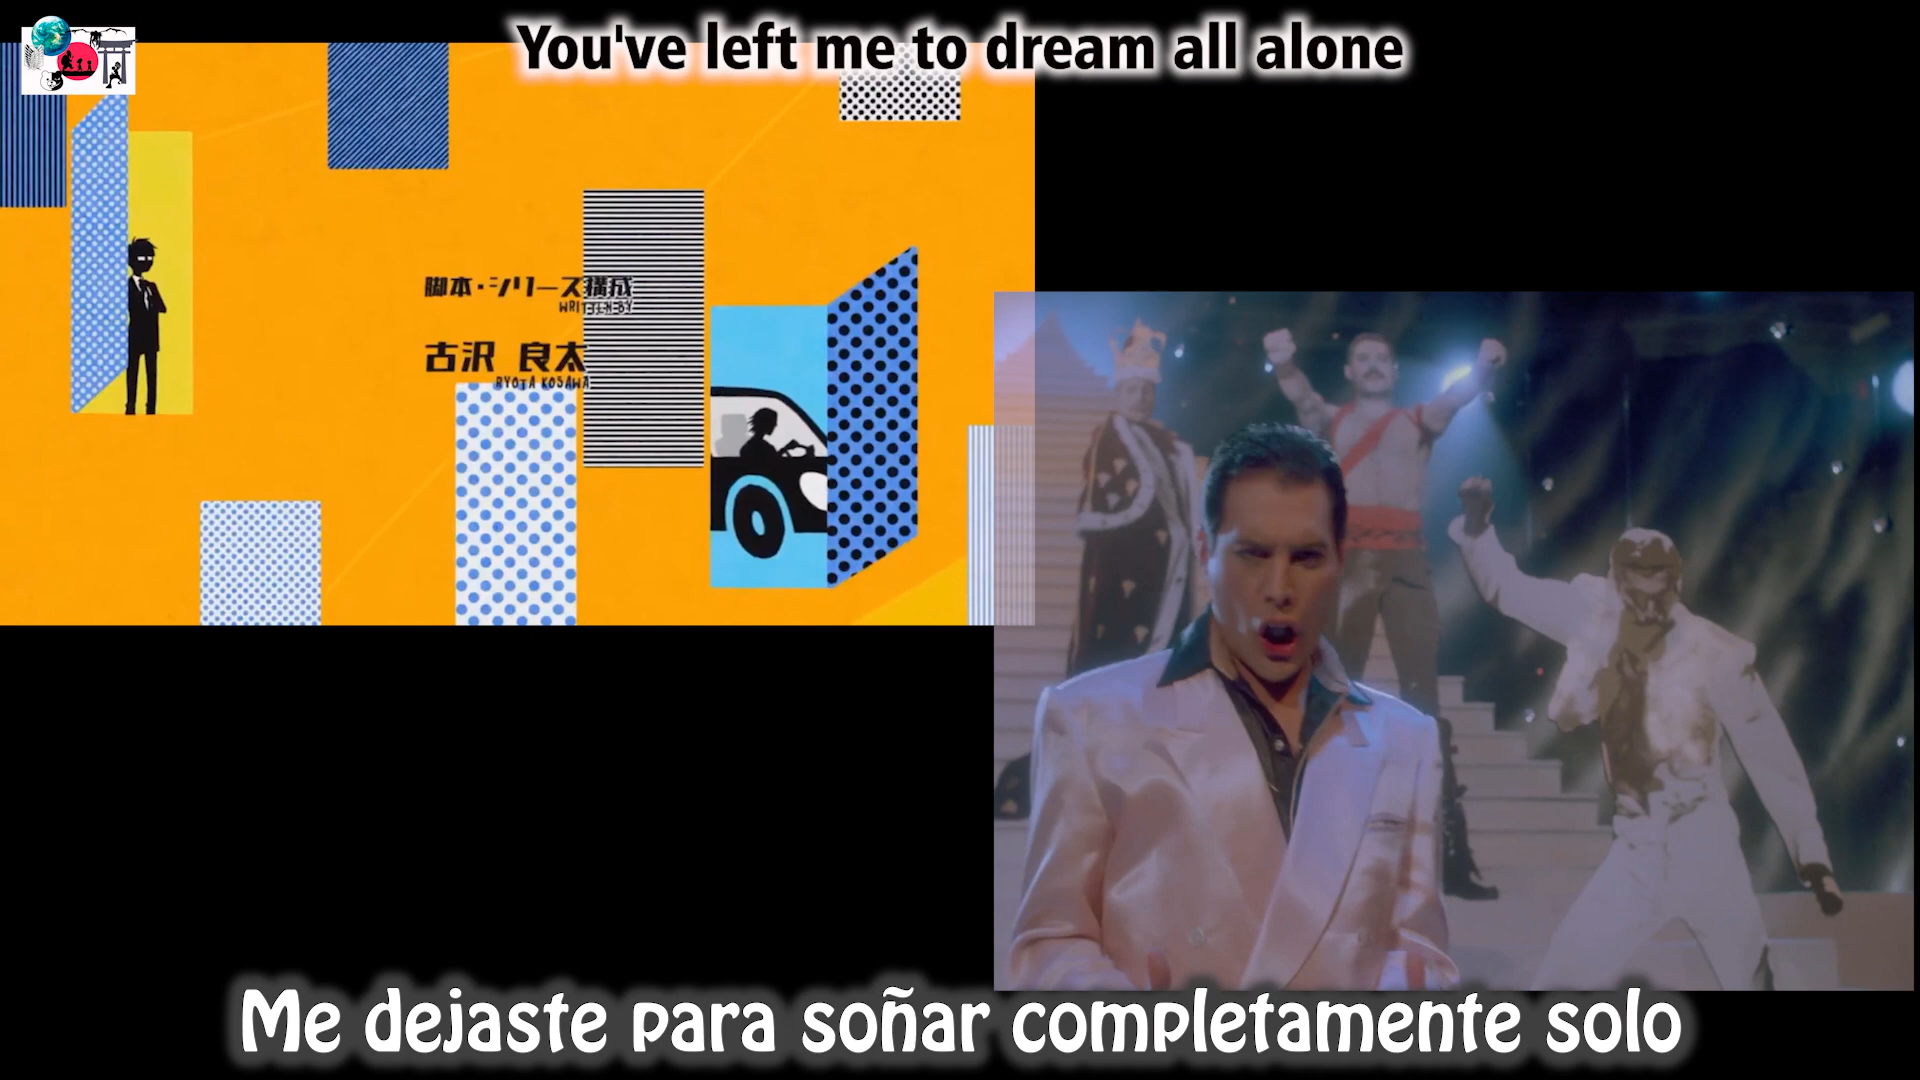 You've left me to dream all alone
脚本・シリーズ構成
WRITTEN BY
古沢 良太
RYOTA KOSAWA
Me dejaste para soñar completamente solo